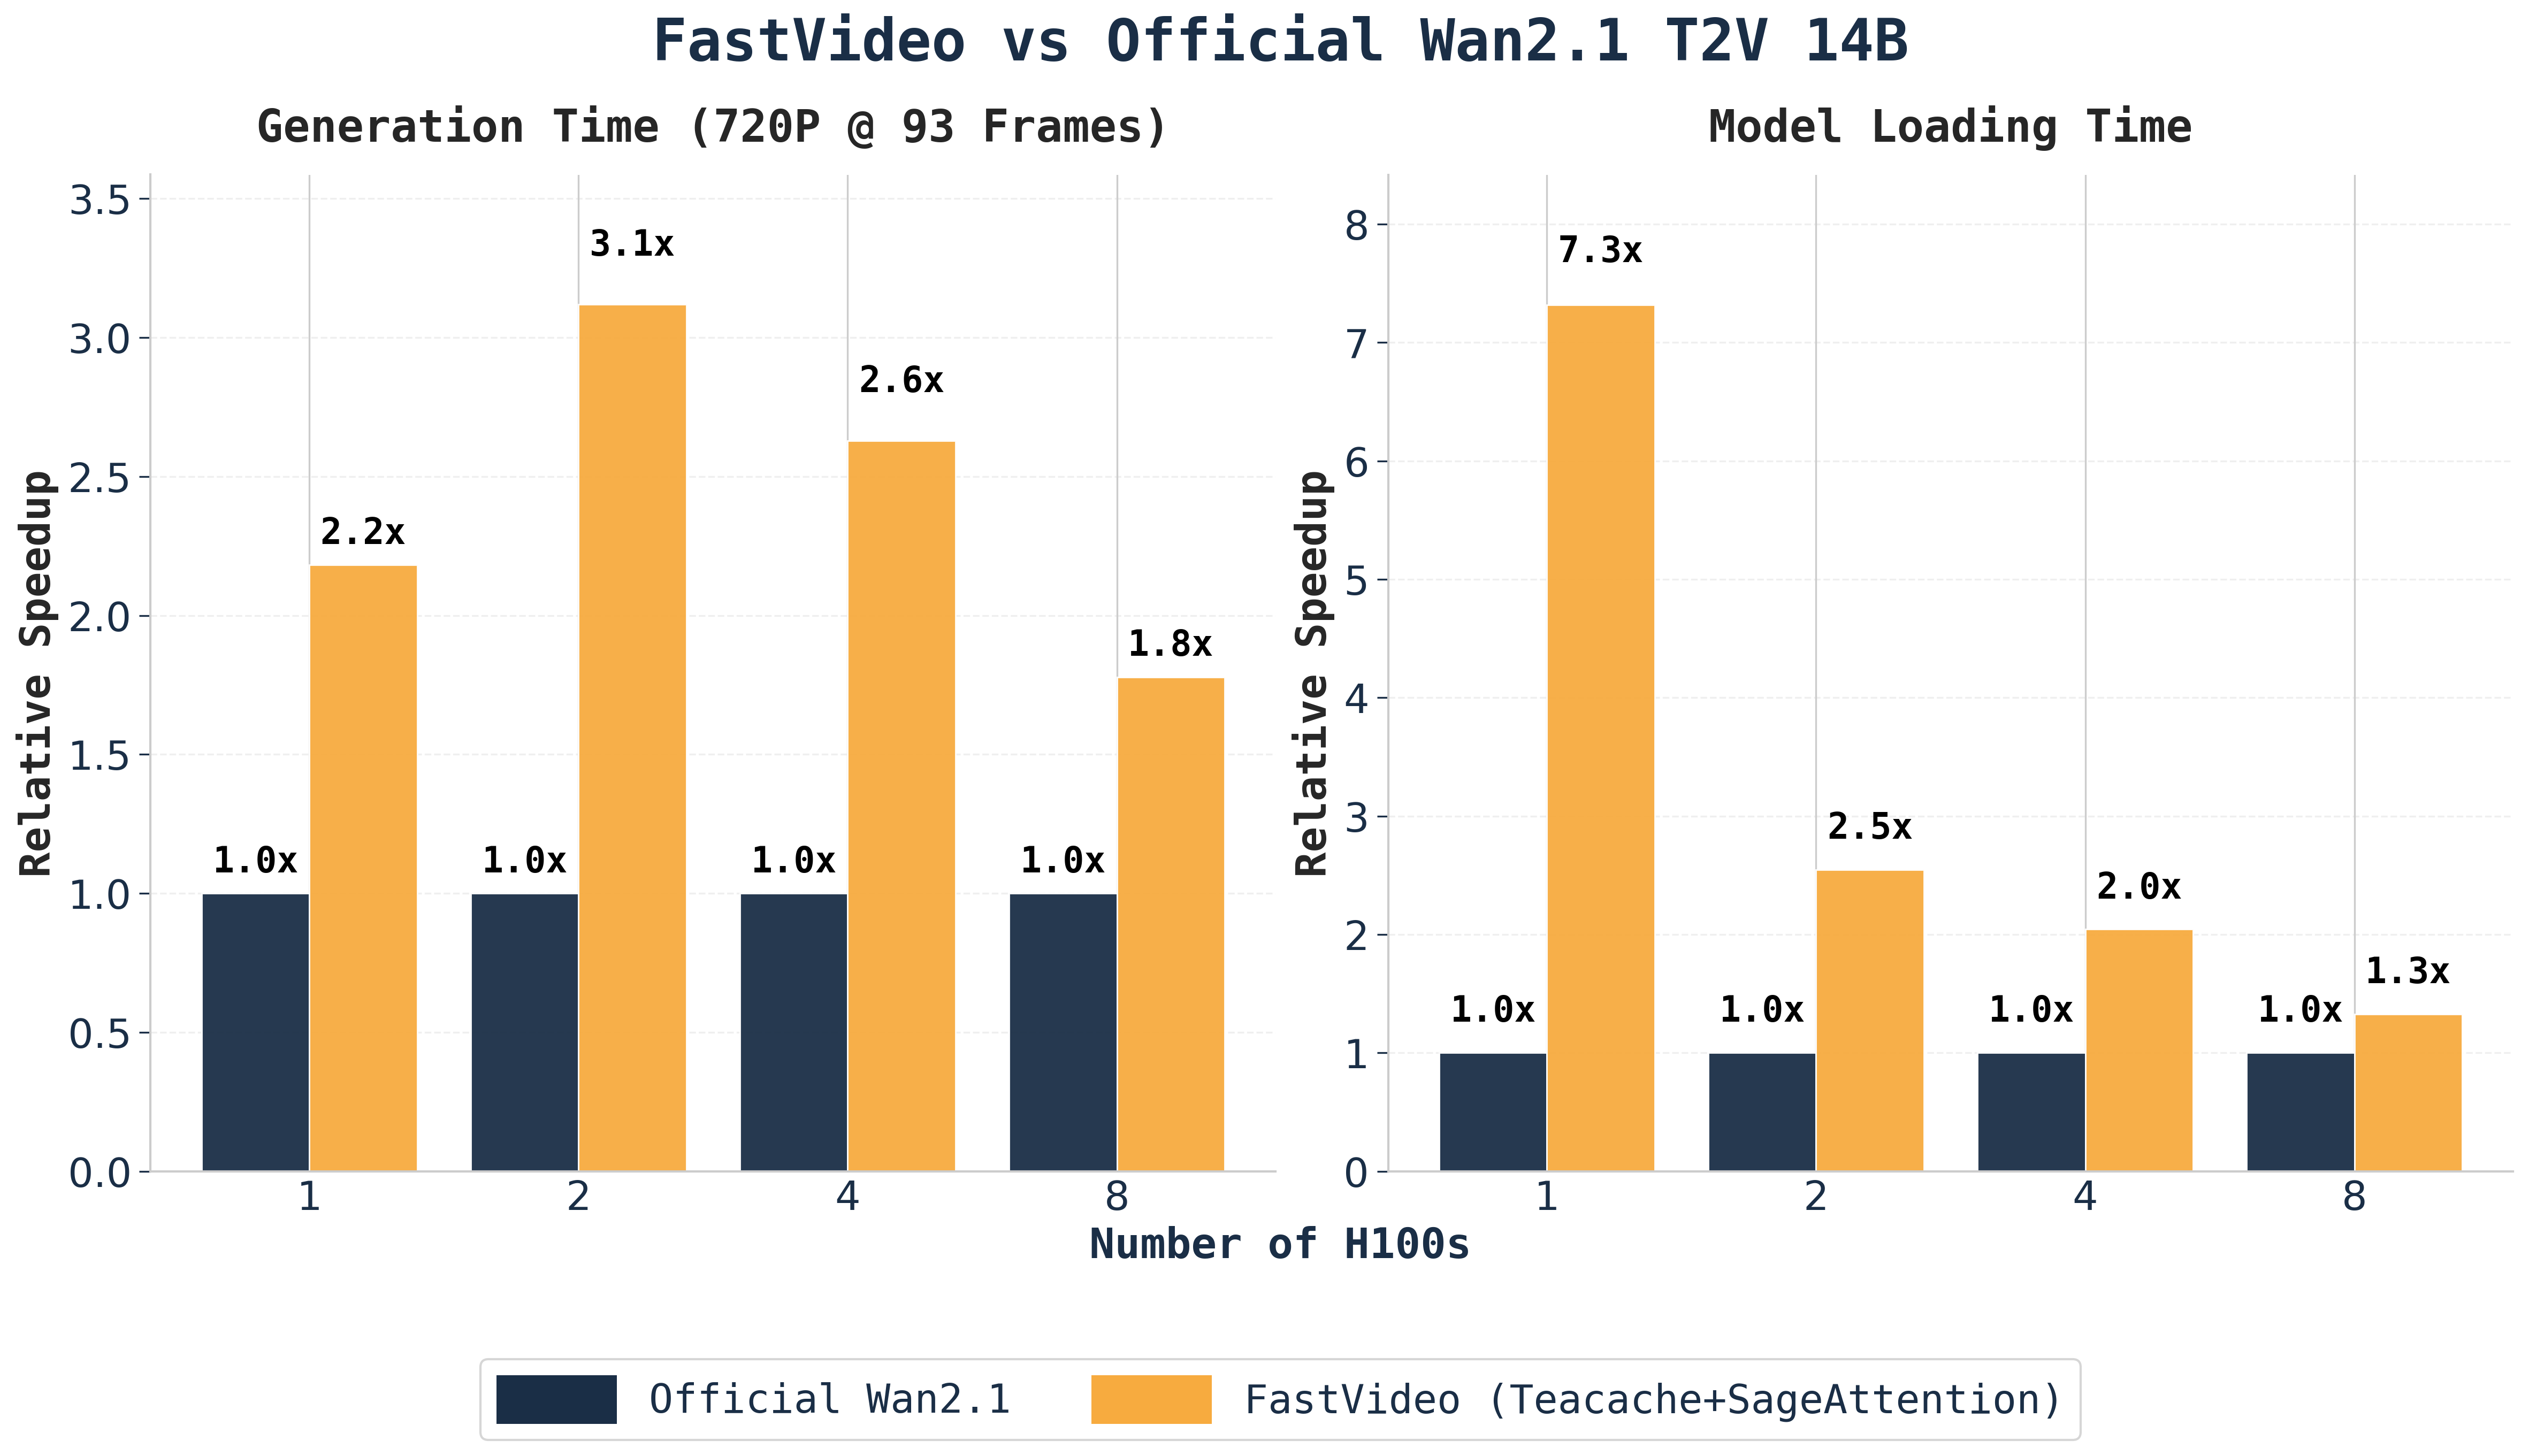 FastVideo vs Official Wan2.1 T2V 14B
Generation Time (720P @ 93 Frames)
Relative Speedup
3.5
3.0
2.5
2.0
1.5
1.0
0.5
0.0
1.0x
2.2x
1.0x
3.1x
1.0x
2.6x
1.0x
1.8x
1
2
4
8
Model Loading Time
Relative Speedup
8
7
6
5
4
3
2
1
0
1.0x
7.3x
1.0x
2.5x
1.0x
2.0x
1.0x
1.3x
1
2
4
8
Number of H100s
Official Wan2.1
FastVideo (Teacache+SageAttention)